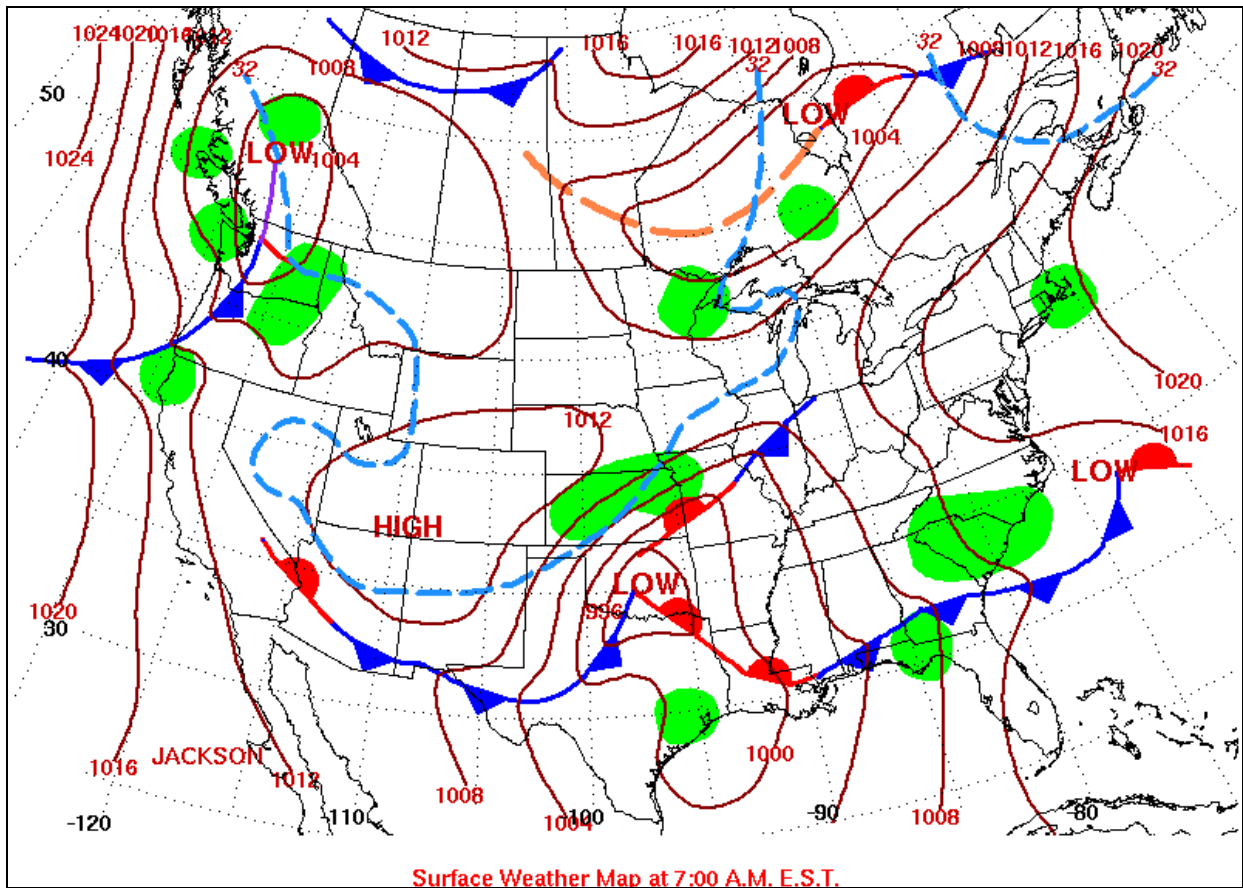 1024 1020 1016 1012 1012 1016 1016 1012 1008 32 1008 1012 1016 1020
32 1008 32 32
50
LOW 1004 LOW 1004
1024
40
1020
1012 1016
LOW
HIGH
LOW
1020 996
30
JACKSON 1000
1016 1012 1008
-120 -110 1004 -100 -90 1008 -80
Surface Weather Map at 7:00 A.M. E.S.T.